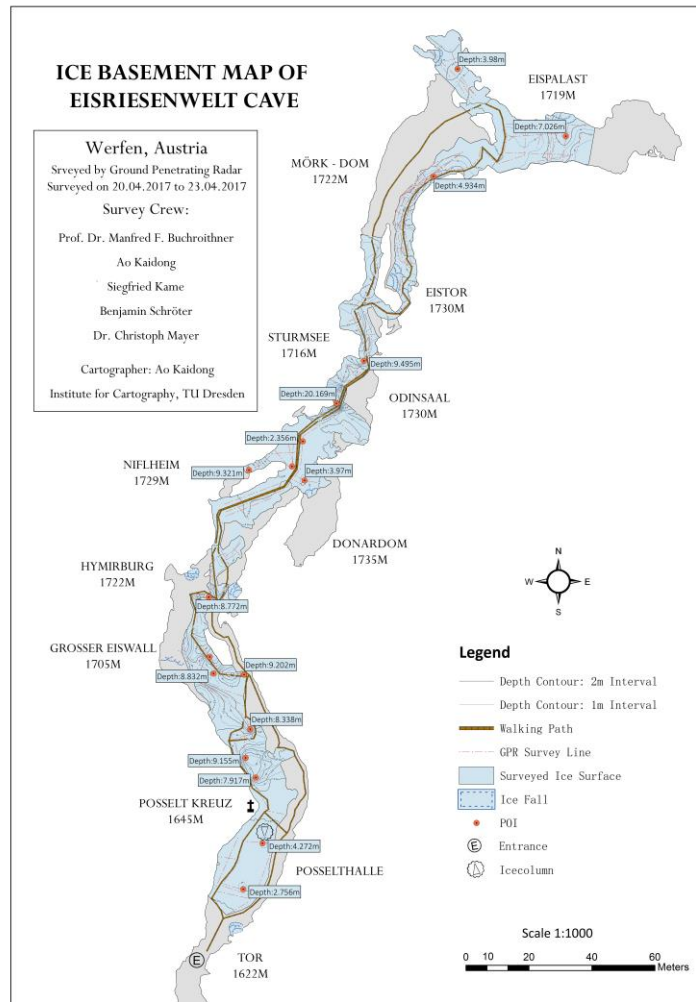 ICE BASEMENT MAP OF
EISRIESENWELT CAVE
Werfen, Austria
Srveyed by Ground Penetrating Radar
Surveyed on 20.04.2017 to 23.04.2017
Survey Crew:
Prof. Dr. Manfred F. Buchroithner
Ao Kaidong
Siegfried Kame
Benjamin Schröter
Dr. Christoph Mayer
Cartographer: Ao Kaidong
Institute for Cartography, TU Dresden
Depth:3.98m
EISPALAST
1719M
Depth:7.026m
MÖRK - DOM
1722M
Depth:4.934m
EISTOR
1730M
STURMSEE
1716M
Depth:9.495m
Depth:20.169m
ODINSAAL
1730M
Depth:2.356m
NIFLHEIM
1729M
Depth:9.321m
Depth:3.97m
DONARDOM
1735M
HYMIRBURG
1722M
Depth:8.772m
GROSSER EISWALL
1705M
Depth:9.202m
Depth:8.832m
Depth:8.338m
Depth:9.155m
Depth:7.917m
POSSELT KREUZ
1645M
Depth:4.272m
POSSELTHALLE
Depth:2.756m
TOR
1622M
E
N
W E
S
Legend
Depth Contour: 2m Interval
Depth Contour: 1m Interval
Walking Path
GPR Survey Line
Surveyed Ice Surface
Ice Fall
POI
E Entrance
Icecolumn
Scale 1:1000
0 10 20 40 60
Meters